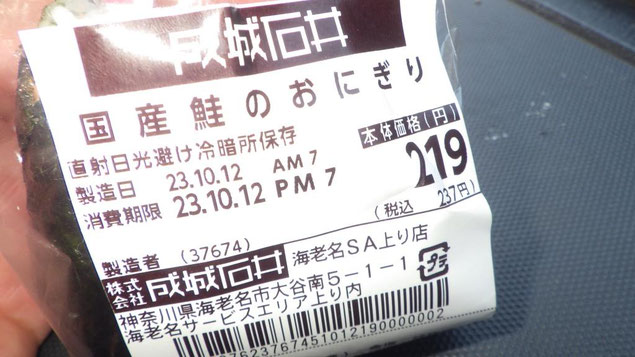 成城石井
国産鮭のおにぎり
直射日光避け冷暗所保存
製造日 23.10.12 AM 7
消費期限 23.10.12 PM 7
本体価格(円)
219
(税込 237円)
製造者 (37674)
株式会社 成城石井 海老名SA上り店
神奈川県海老名市大谷南5-1-1
海老名サービスエリア上り内
プラ